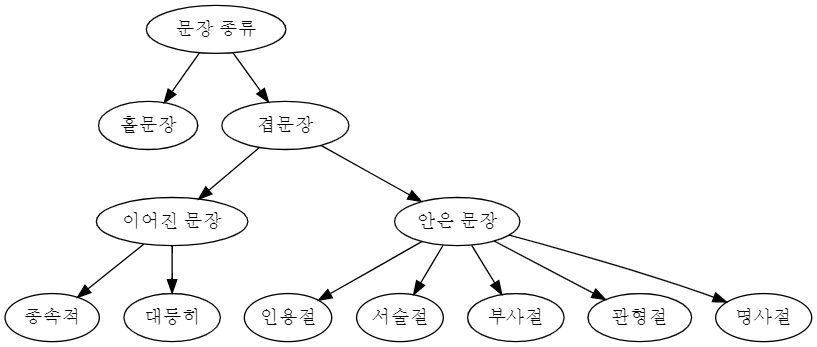 문장 종류
홑문장
겹문장
이어진 문장
안은 문장
종속적
대등히
인용절
서술절
부사절
관형절
명사절